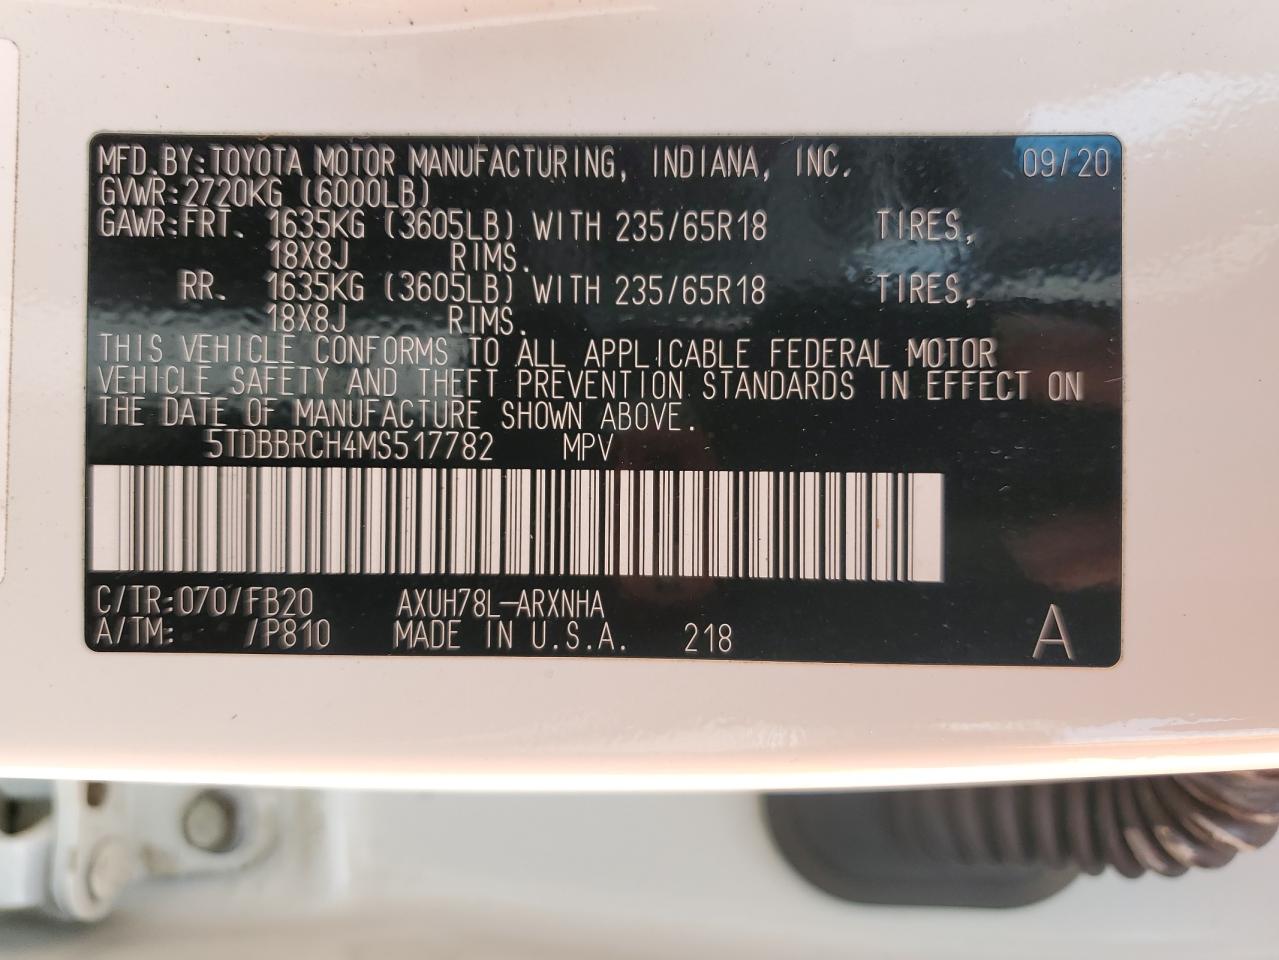 MFD.BY:TOYOTA MOTOR MANUFACTURING, INDIANA, INC. 09/20
GVWR:2720KG (6000LB)
GAWR:FRT. 1635KG (3605LB) WITH 235/65R18 TIRES,
18X8J RIMS.
RR. 1635KG (3605LB) WITH 235/65R18 TIRES,
18X8J RIMS.
THIS VEHICLE CONFORMS TO ALL APPLICABLE FEDERAL MOTOR
VEHICLE SAFETY AND THEFT PREVENTION STANDARDS IN EFFECT ON
THE DATE OF MANUFACTURE SHOWN ABOVE.
5TDBBRCH4MS517782 MPV
C/TR:070/FB20 AXUH78L-ARXNHA
A/TM: /P810 MADE IN U.S.A. 218 A